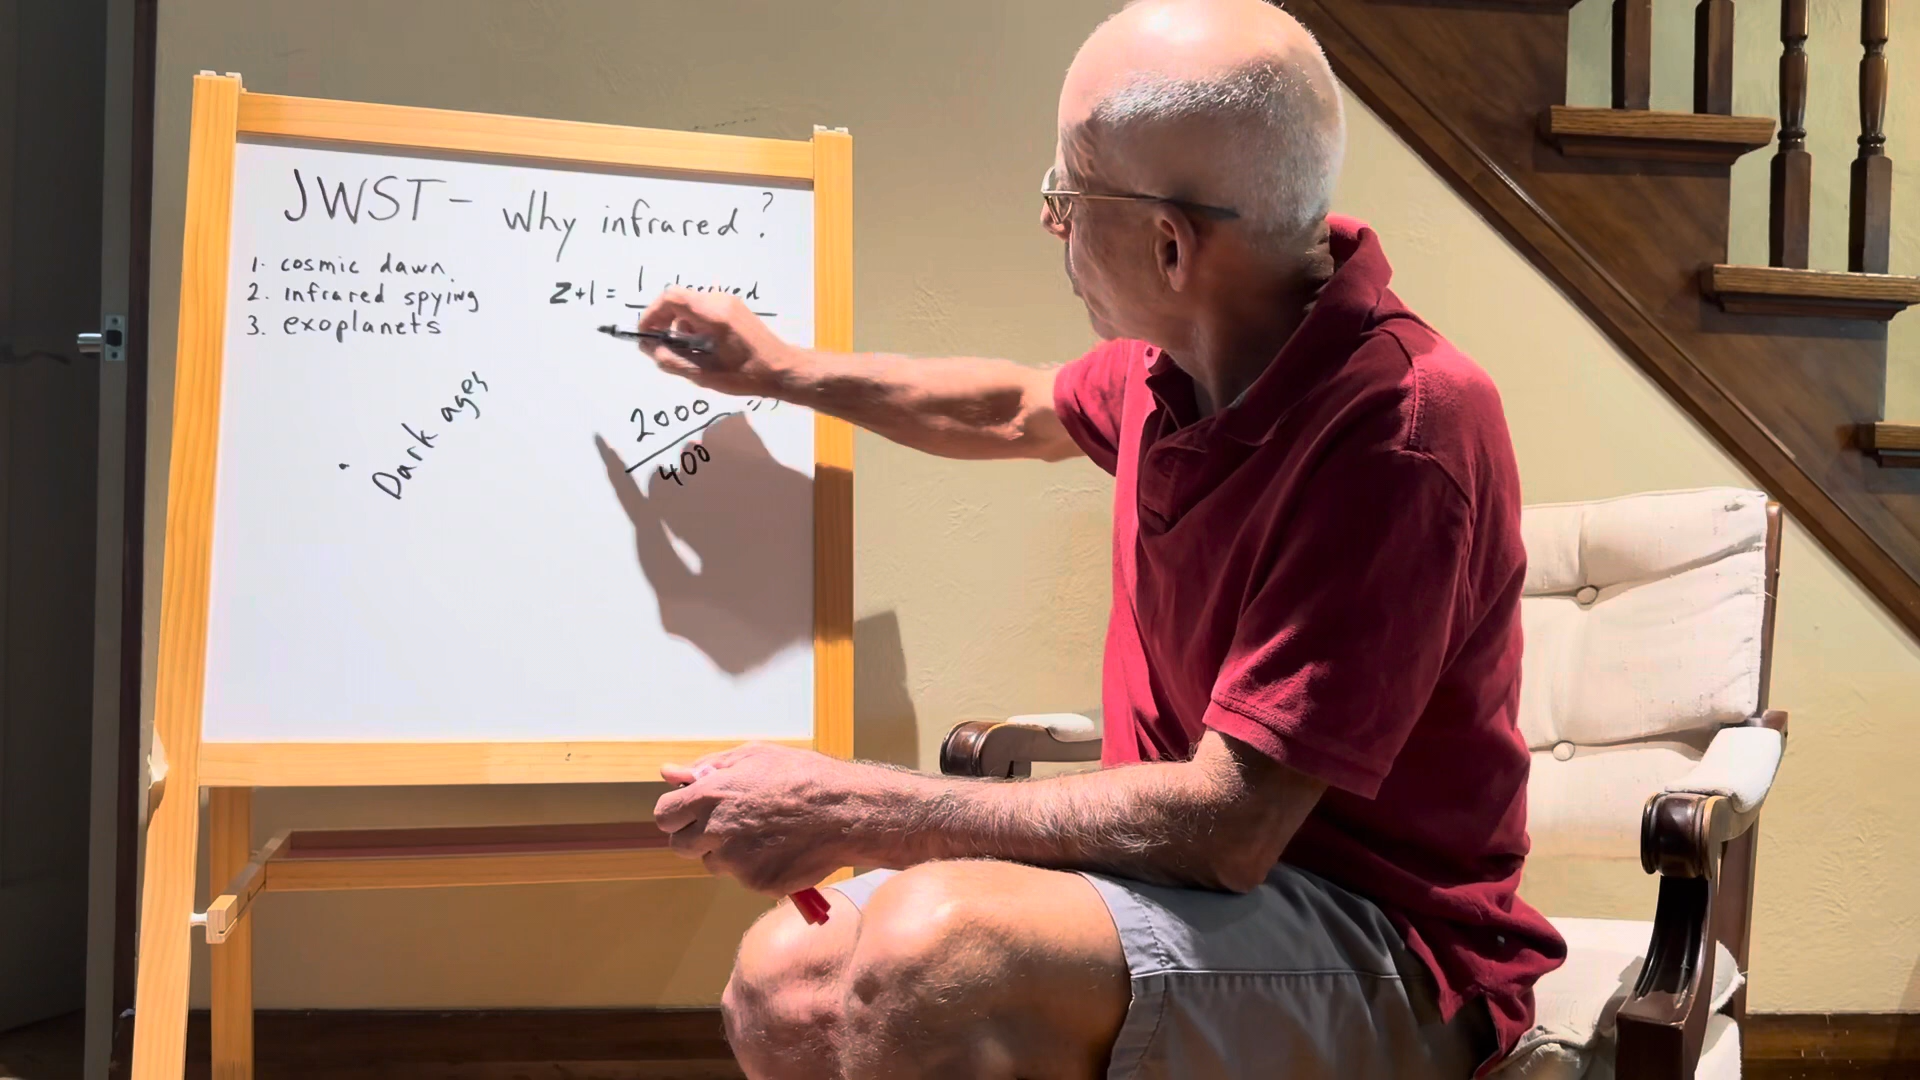 JWST - Why infrared?
1. cosmic dawn
2. infrared spying
3. exoplanets
z+1 =
Dark ages
2000
400